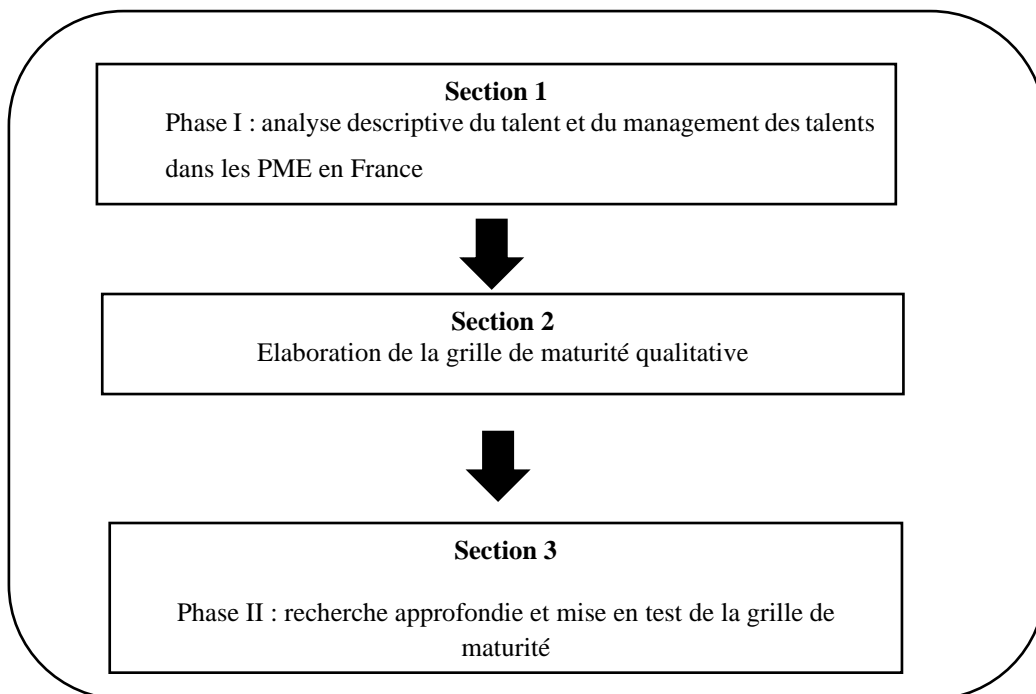 Section 1
Phase I : analyse descriptive du talent et du management des talents
dans les PME en France
Section 2
Elaboration de la grille de maturité qualitative
Section 3
Phase II : recherche approfondie et mise en test de la grille de
maturité